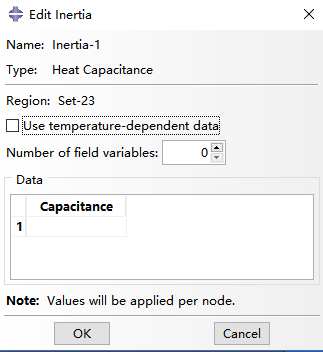 Edit Inertia
Name: Inertia-1
Type: Heat Capacitance
Region: Set-23
Use temperature-dependent data
Number of field variables: 0
Data
Capacitance
1
Note: Values will be applied per node.
OK Cancel